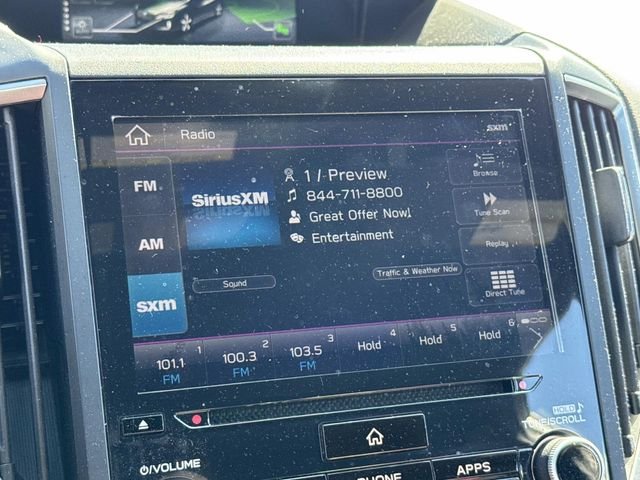 Radio
sxm
FM
AM
sxm
SiriusXM
1 / Preview
844-711-8800
Great Offer Now!
Entertainment
Browse
Tune Scan
Replay
Direct Tune
Sound
Traffic & Weather Now
1
101.1
FM
2
100.3
FM
3
103.5
FM
4
Hold
5
Hold
6
Hold
HOLD
TUNE/SCROLL
VOLUME
PHONE
APPS